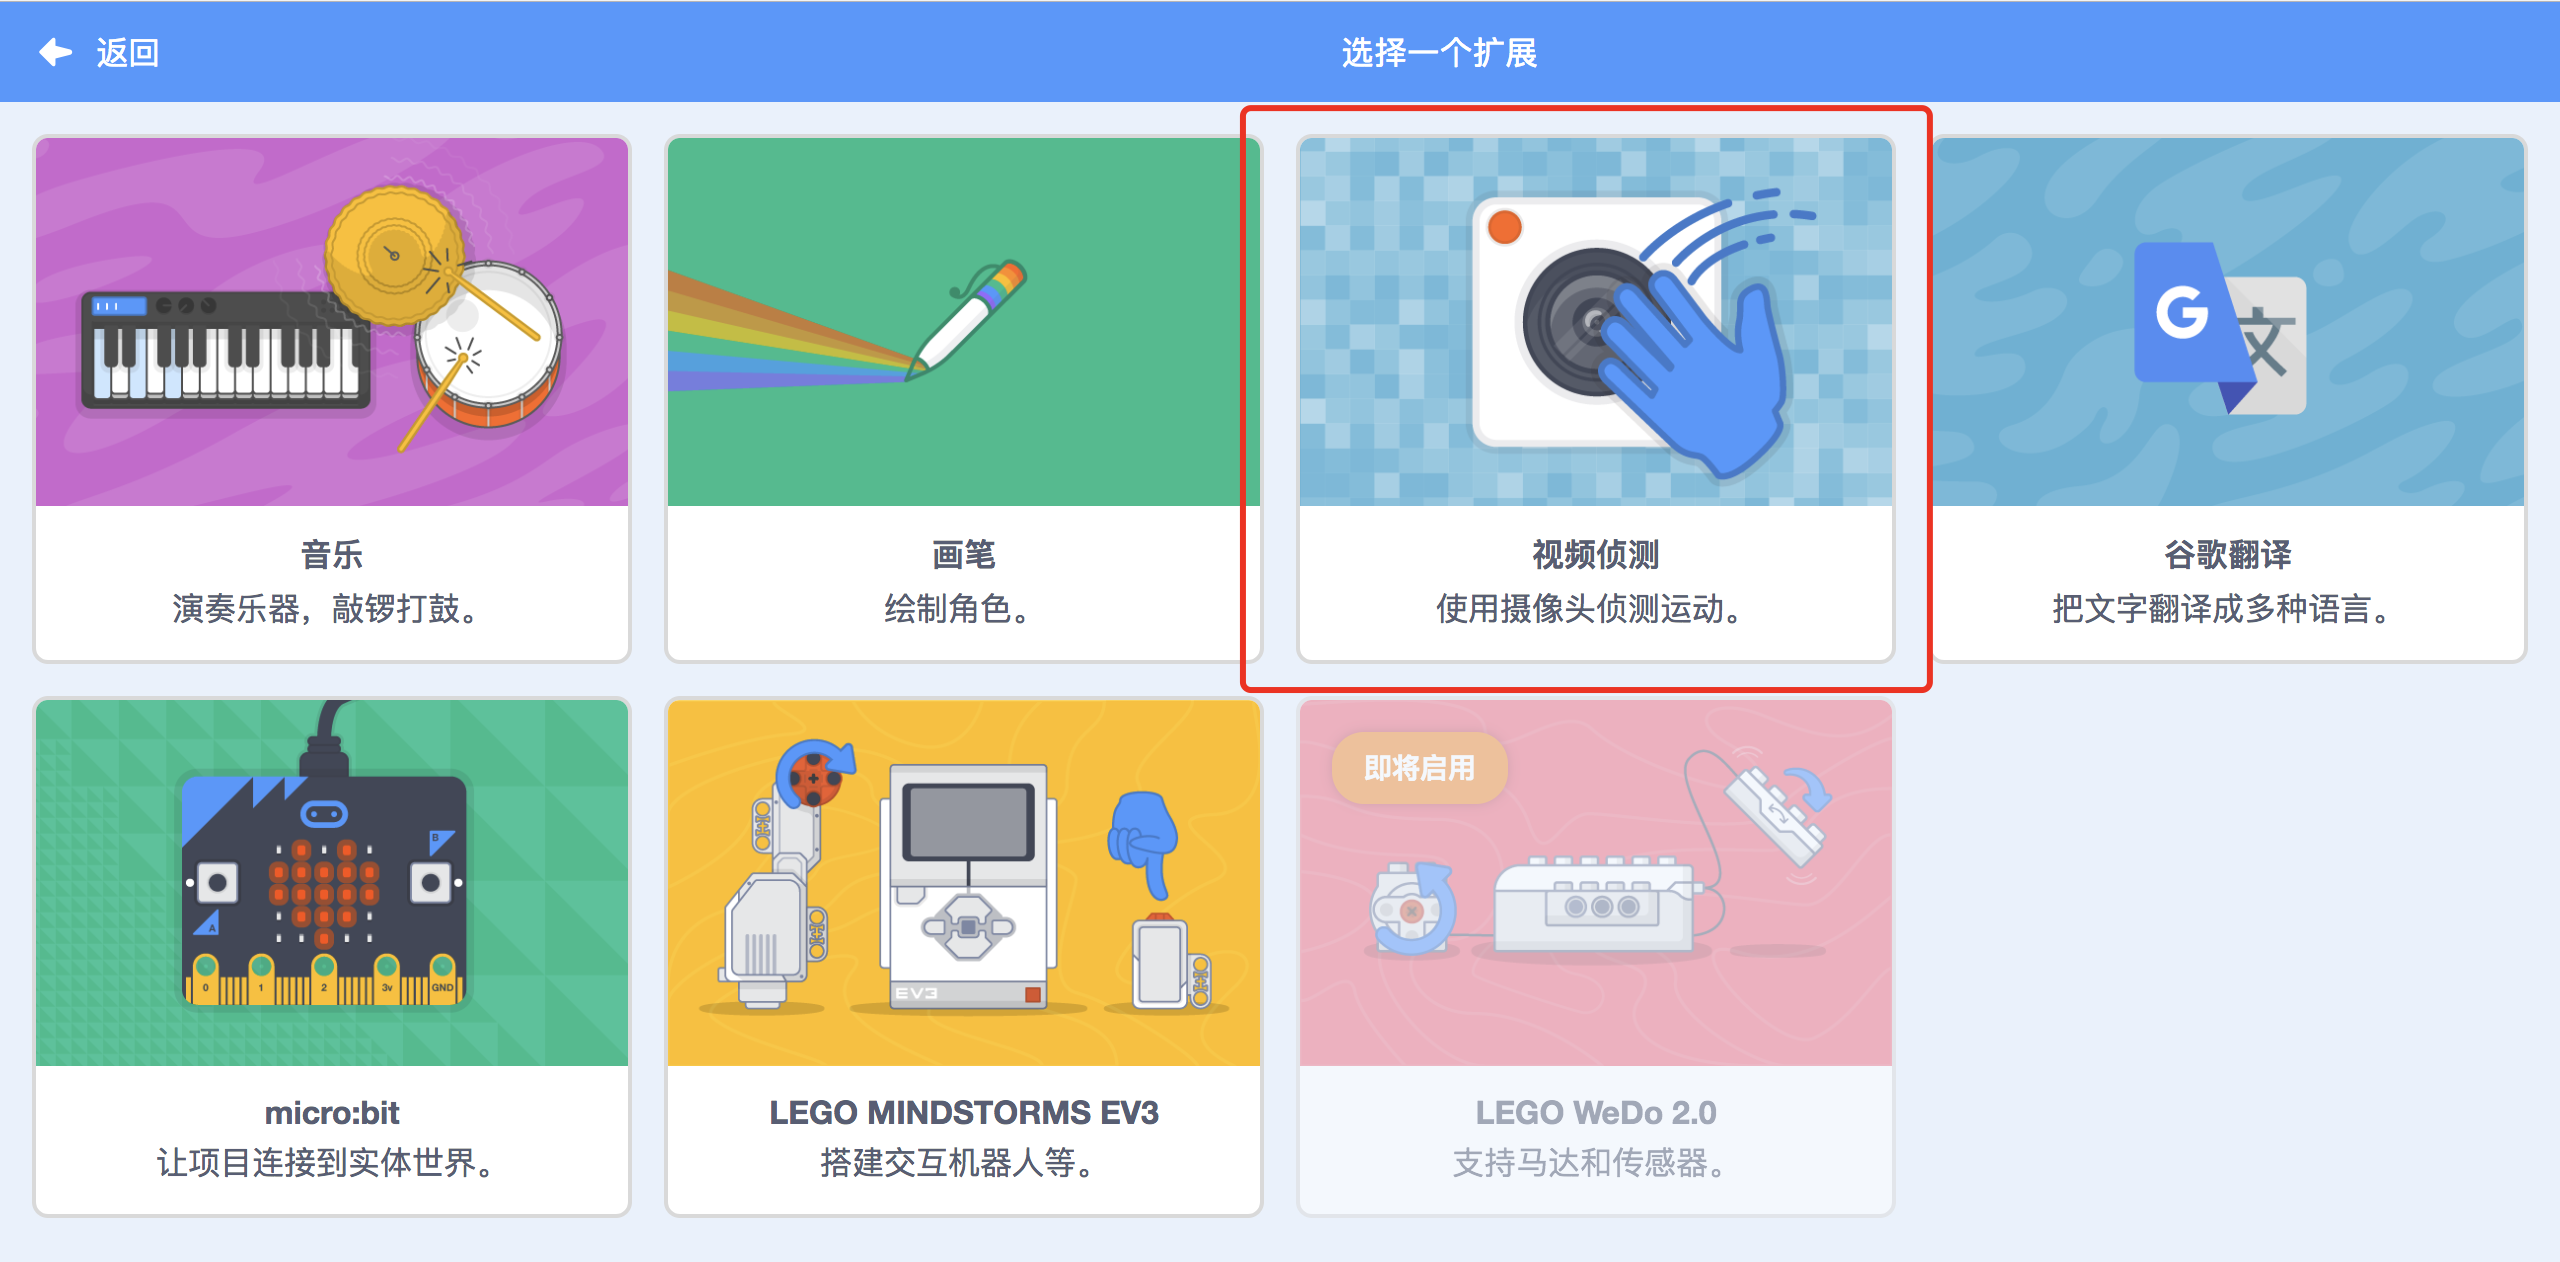 返回
选择一个扩展
G 文
音乐
演奏乐器，敲锣打鼓。
画笔
绘制角色。
视频侦测
使用摄像头侦测运动。
谷歌翻译
把文字翻译成多种语言。
B
A
0 1 2 3v GND
micro:bit
让项目连接到实体世界。
EV3
LEGO MINDSTORMS EV3
搭建交互机器人等。
即将启用
LEGO WeDo 2.0
支持马达和传感器。